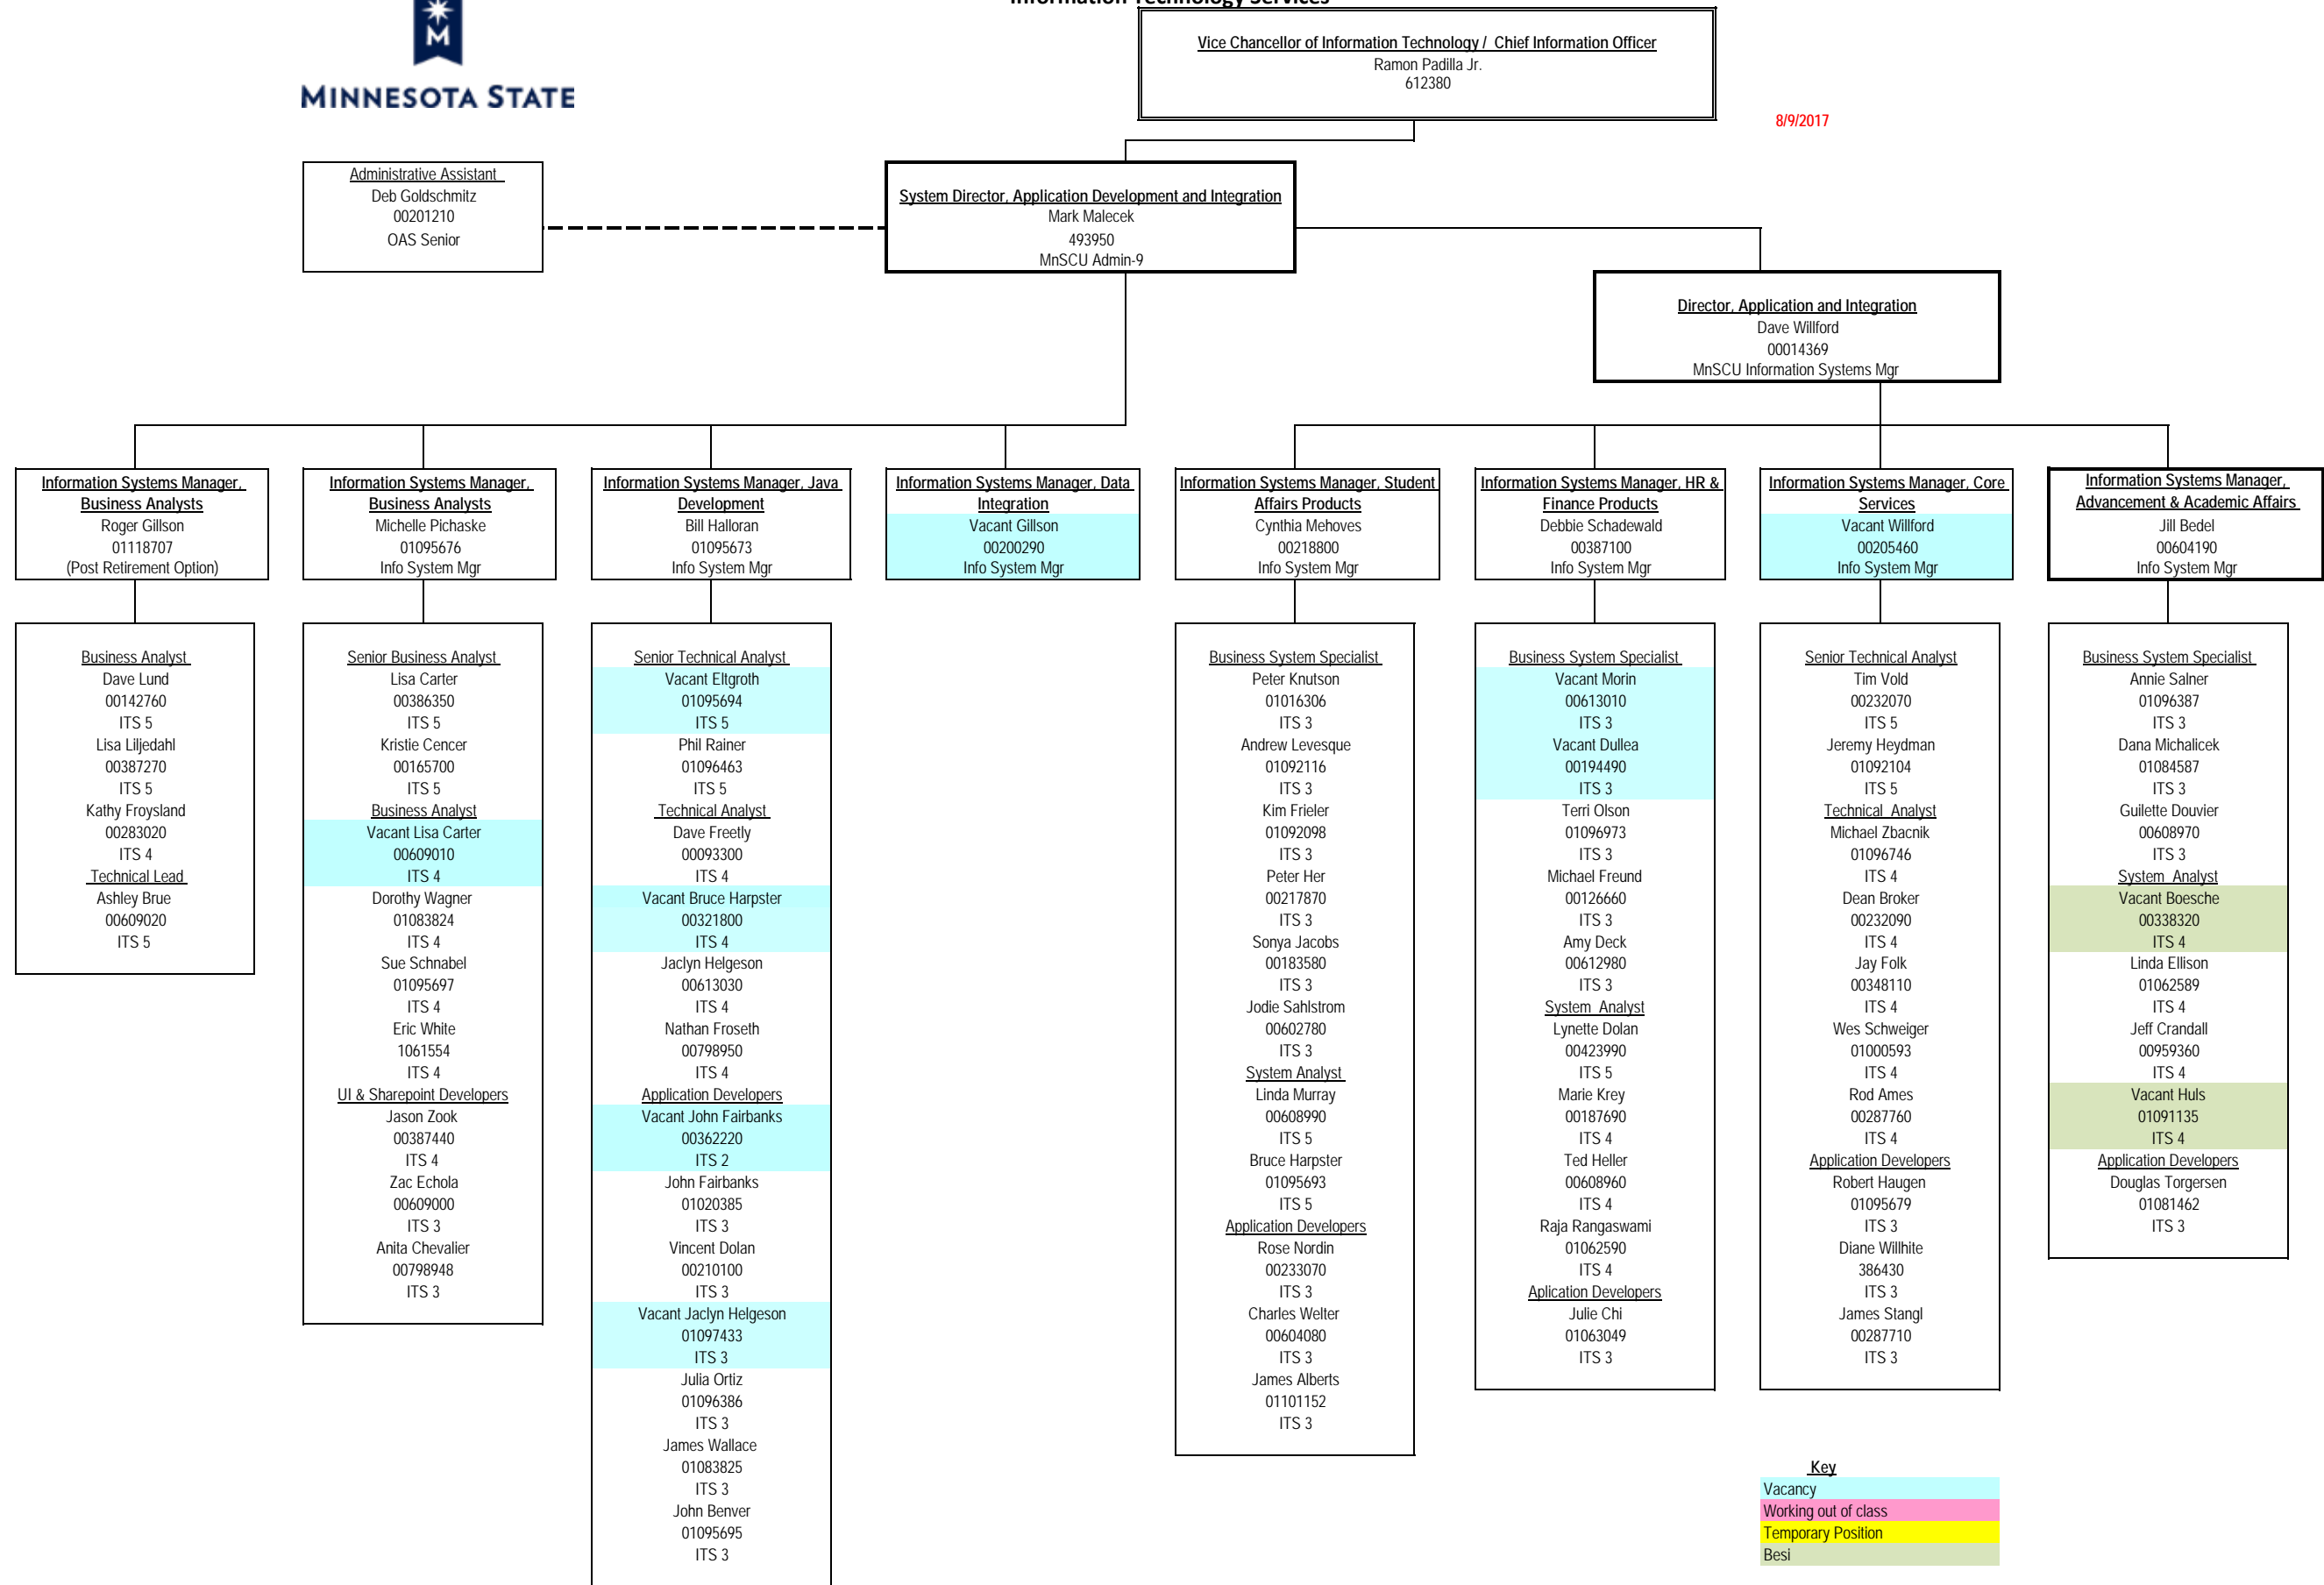 Information Technology Services
M
MINNESOTA STATE
Vice Chancellor of Information Technology / Chief Information Officer
Ramon Padilla Jr.
612380
8/9/2017
Administrative Assistant
Deb Goldschmitz
00201210
OAS Senior
System Director, Application Development and Integration
Mark Malecek
493950
MnSCU Admin-9
Director, Application and Integration
Dave Willford
00014369
MnSCU Information Systems Mgr
Information Systems Manager,
Business Analysts
Roger Gillson
01118707
(Post Retirement Option)
Information Systems Manager,
Business Analysts
Michelle Pichaske
01095676
Info System Mgr
Information Systems Manager, Java
Development
Bill Halloran
01095673
Info System Mgr
Information Systems Manager, Data
Integration
Vacant Gillson
00200290
Info System Mgr
Information Systems Manager, Student
Affairs Products
Cynthia Mehoves
00218800
Info System Mgr
Information Systems Manager, HR &
Finance Products
Debbie Schadewald
00387100
Info System Mgr
Information Systems Manager, Core
Services
Vacant Willford
00205460
Info System Mgr
Information Systems Manager,
Advancement & Academic Affairs
Jill Bedel
00604190
Info System Mgr
Business Analyst
Dave Lund
00142760
ITS 5
Lisa Liljedahl
00387270
ITS 5
Kathy Froysland
00283020
ITS 4
Technical Lead
Ashley Brue
00609020
ITS 5
Senior Business Analyst
Lisa Carter
00386350
ITS 5
Kristie Cencer
00165700
ITS 5
Business Analyst
Vacant Lisa Carter
00609010
ITS 4
Dorothy Wagner
01083824
ITS 4
Sue Schnabel
01095697
ITS 4
Eric White
1061554
ITS 4
UI & Sharepoint Developers
Jason Zook
00387440
ITS 4
Zac Echola
00609000
ITS 3
Anita Chevalier
00798948
ITS 3
Senior Technical Analyst
Vacant Eltgroth
01095694
ITS 5
Phil Rainer
01096463
ITS 5
Technical Analyst
Dave Freetly
00093300
ITS 4
Vacant Bruce Harpster
00321800
ITS 4
Jaclyn Helgeson
00613030
ITS 4
Nathan Froseth
00798950
ITS 4
Application Developers
Vacant John Fairbanks
00362220
ITS 2
John Fairbanks
01020385
ITS 3
Vincent Dolan
00210100
ITS 3
Vacant Jaclyn Helgeson
01097433
ITS 3
Julia Ortiz
01096386
ITS 3
James Wallace
01083825
ITS 3
John Benver
01095695
ITS 3
Business System Specialist
Peter Knutson
01016306
ITS 3
Andrew Levesque
01092116
ITS 3
Kim Frieler
01092098
ITS 3
Peter Her
00217870
ITS 3
Sonya Jacobs
00183580
ITS 3
Jodie Sahlstrom
00602780
ITS 3
System Analyst
Linda Murray
00608990
ITS 5
Bruce Harpster
01095693
ITS 5
Application Developers
Rose Nordin
00233070
ITS 3
Charles Welter
00604080
ITS 3
James Alberts
01101152
ITS 3
Business System Specialist
Vacant Morin
00613010
ITS 3
Vacant Dullea
00194490
ITS 3
Terri Olson
01096973
ITS 3
Michael Freund
00126660
ITS 3
Amy Deck
00612980
ITS 3
System Analyst
Lynette Dolan
00423990
ITS 5
Marie Krey
00187690
ITS 4
Ted Heller
00608960
ITS 4
Raja Rangaswami
01062590
ITS 4
Aplication Developers
Julie Chi
01063049
ITS 3
Senior Technical Analyst
Tim Vold
00232070
ITS 5
Jeremy Heydman
01092104
ITS 5
Technical Analyst
Michael Zbacnik
01096746
ITS 4
Dean Broker
00232090
ITS 4
Jay Folk
00348110
ITS 4
Wes Schweiger
01000593
ITS 4
Rod Ames
00287760
ITS 4
Application Developers
Robert Haugen
01095679
ITS 3
Diane Willhite
386430
ITS 3
James Stangl
00287710
ITS 3
Business System Specialist
Annie Salner
01096387
ITS 3
Dana Michalicek
01084587
ITS 3
Guilette Douvier
00608970
ITS 3
System Analyst
Vacant Boesche
00338320
ITS 4
Linda Ellison
01062589
ITS 4
Jeff Crandall
00959360
ITS 4
Vacant Huls
01091135
ITS 4
Application Developers
Douglas Torgersen
01081462
ITS 3
Key
Vacancy
Working out of class
Temporary Position
Besi